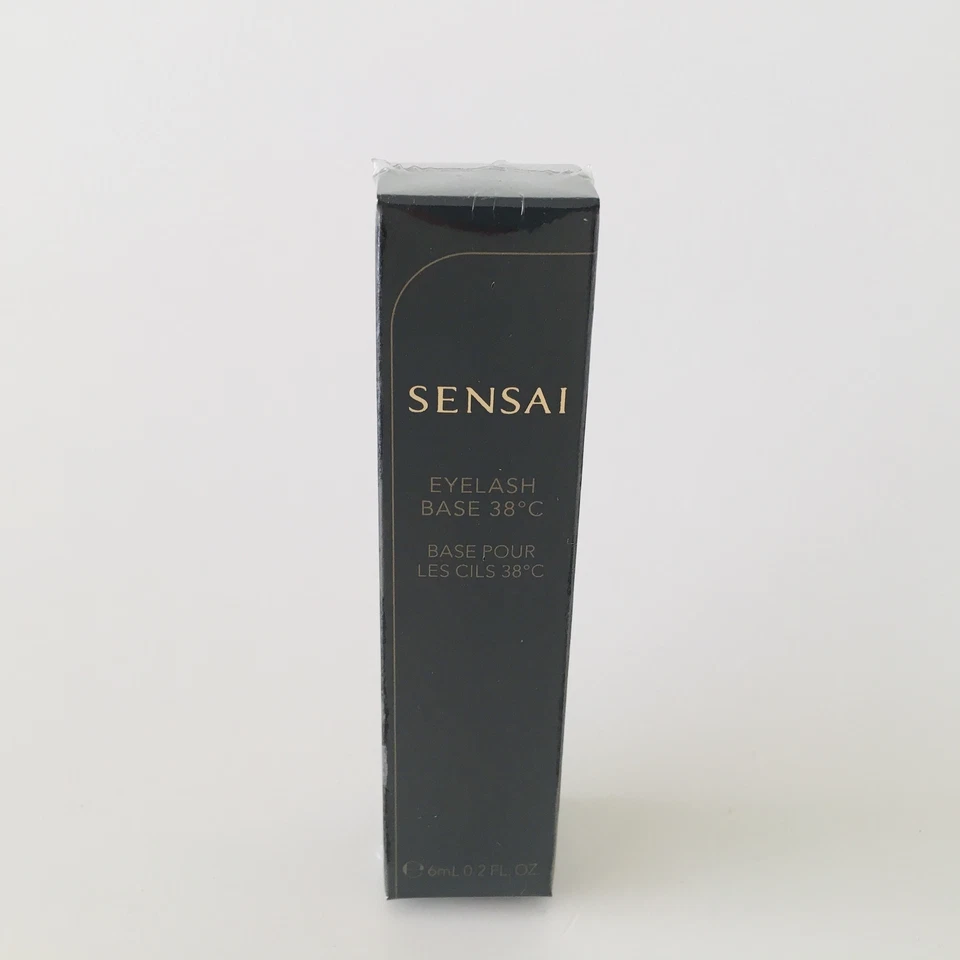 SENSAI
EYELASH
BASE 38°C
BASE POUR
LES CILS 38°C
℮ 6mL 0.2 FL. OZ.